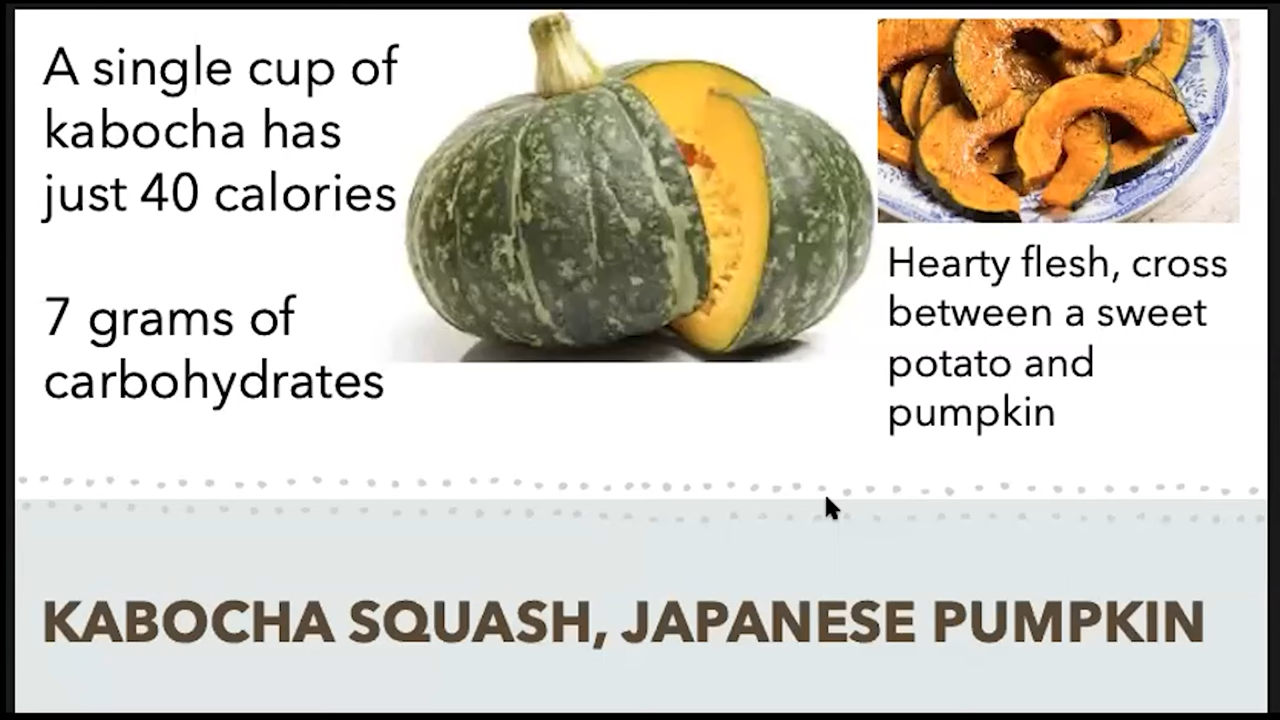 A single cup of
kabocha has
just 40 calories
7 grams of
carbohydrates
Hearty flesh, cross
between a sweet
potato and
pumpkin
KABOCHA SQUASH, JAPANESE PUMPKIN